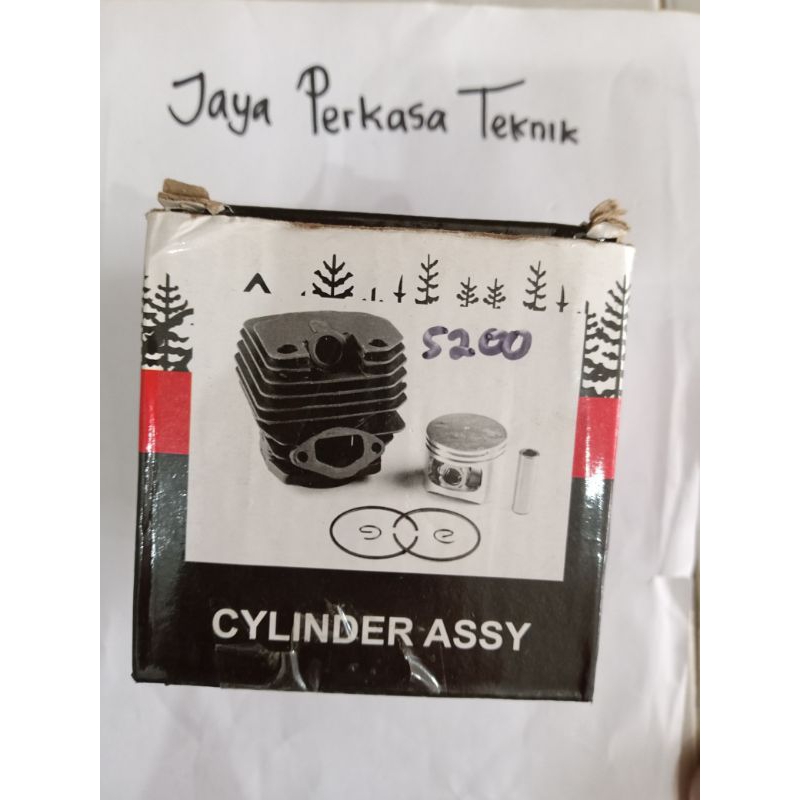 Jaya Perkasa Teknik
5200
CYLINDER ASSY